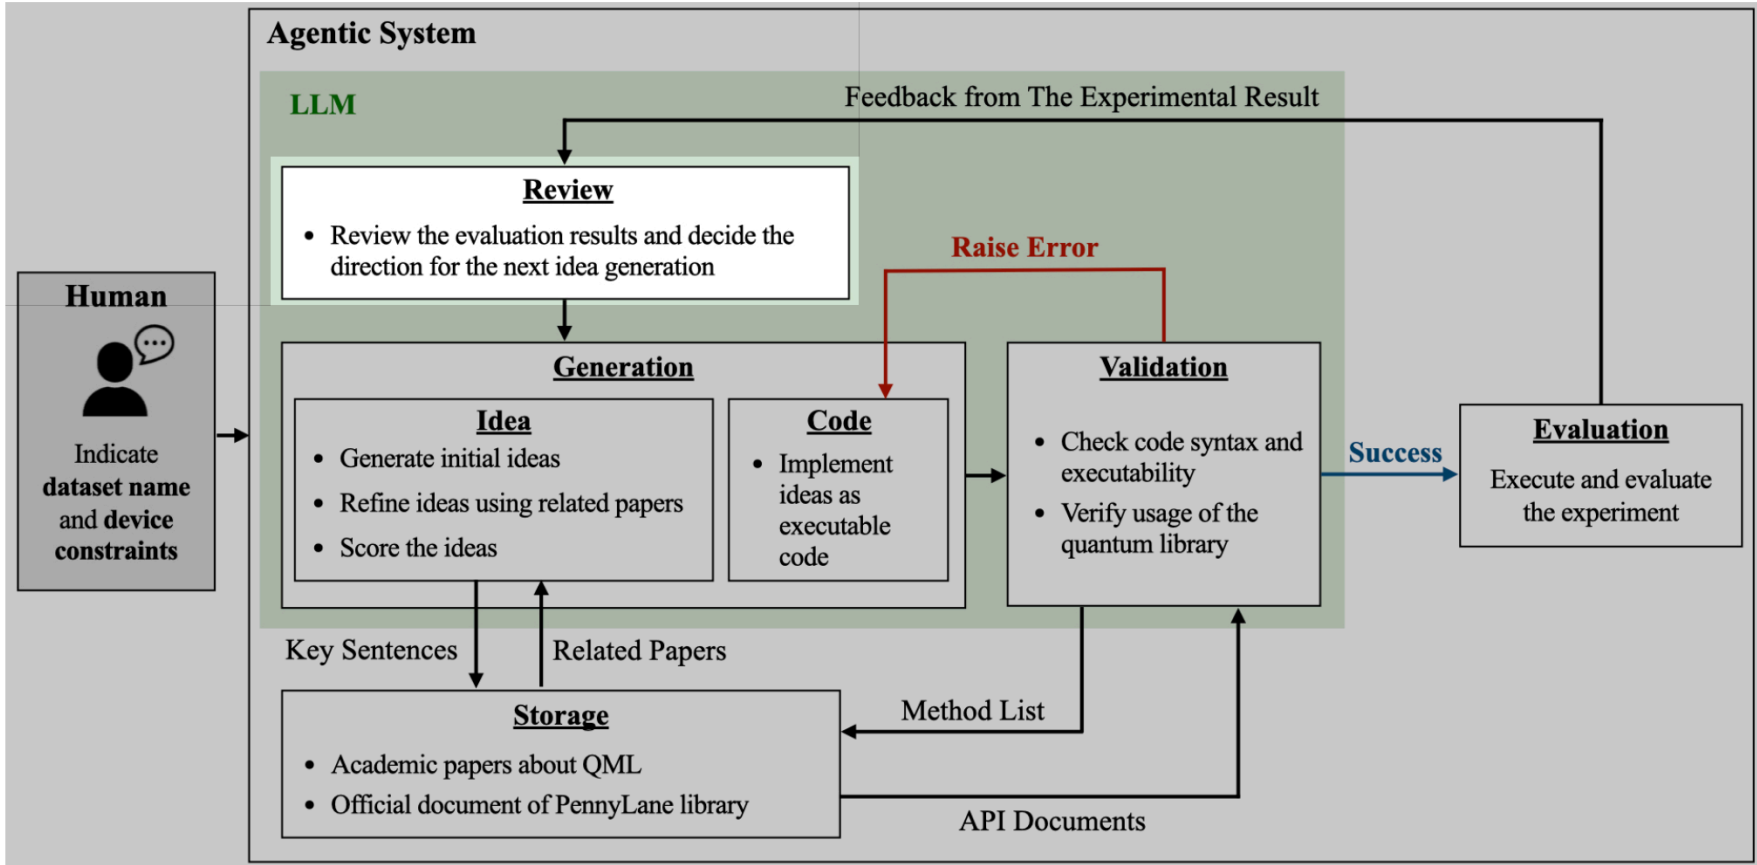 Agentic System
LLM
Feedback from The Experimental Result
Review
• Review the evaluation results and decide the
direction for the next idea generation
Raise Error
Human
Indicate
dataset name
and device
constraints
Generation
Idea
• Generate initial ideas
• Refine ideas using related papers
• Score the ideas
Code
• Implement
ideas as
executable
code
Validation
• Check code syntax and
executability
• Verify usage of the
quantum library
Success
Evaluation
Execute and evaluate
the experiment
Key Sentences
Related Papers
Storage
• Academic papers about QML
• Official document of PennyLane library
Method List
API Documents